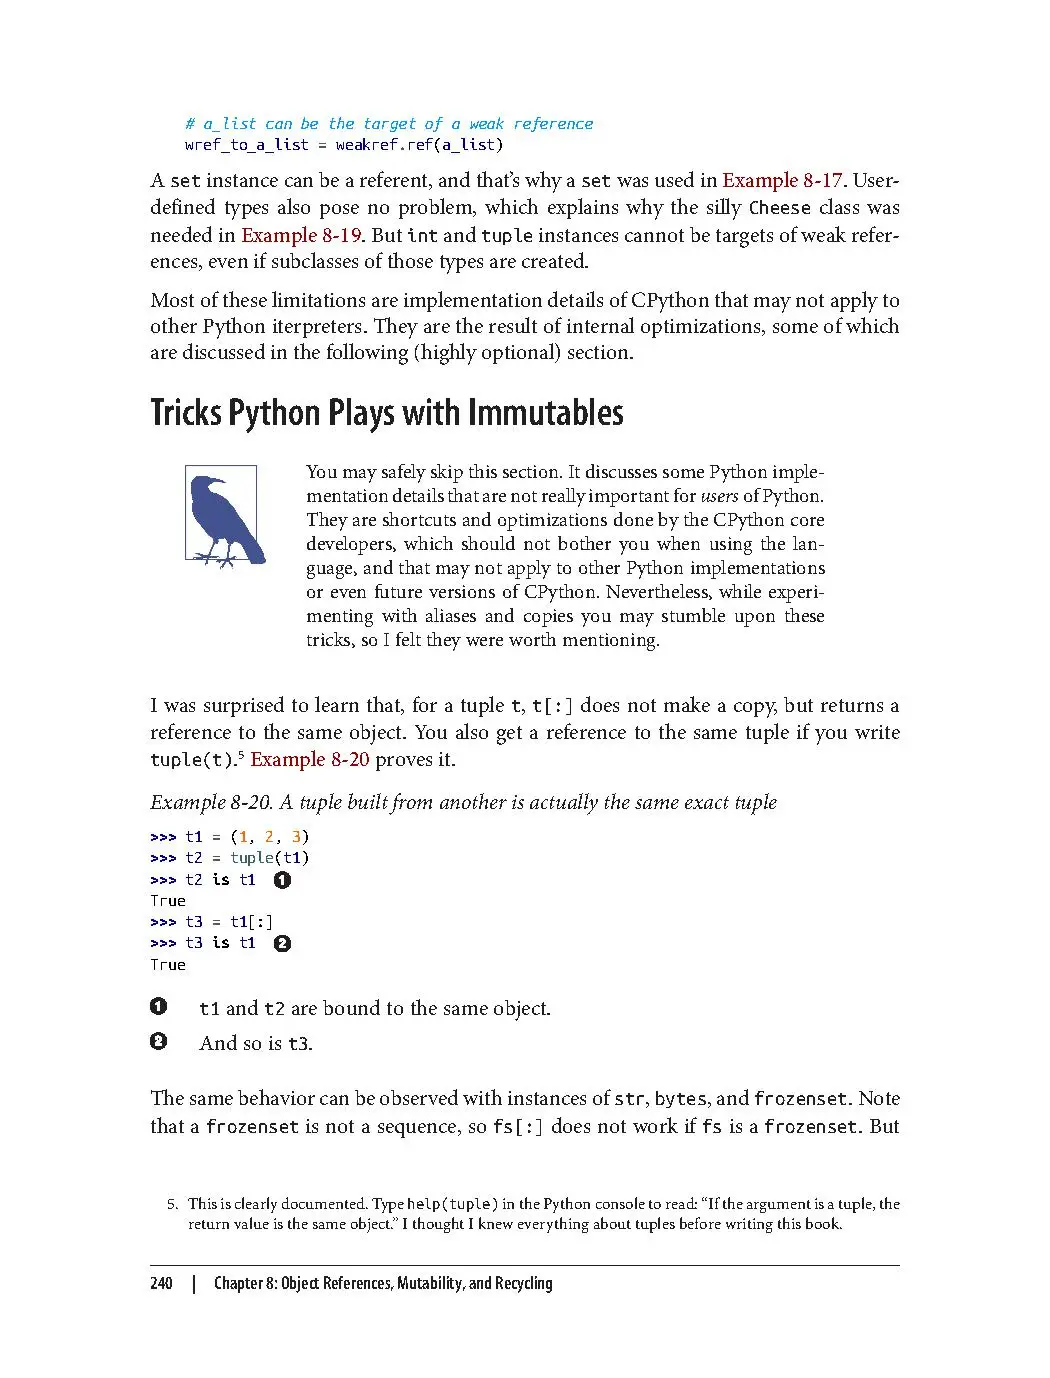 # a_list can be the target of a weak reference
wref_to_a_list = weakref.ref(a_list)
A set instance can be a referent, and that’s why a set was used in Example 8-17. User-
defined types also pose no problem, which explains why the silly Cheese class was
needed in Example 8-19. But int and tuple instances cannot be targets of weak refer-
ences, even if subclasses of those types are created.
Most of these limitations are implementation details of CPython that may not apply to
other Python iterpreters. They are the result of internal optimizations, some of which
are discussed in the following (highly optional) section.
Tricks Python Plays with Immutables
You may safely skip this section. It discusses some Python imple-
mentation details that are not really important for users of Python.
They are shortcuts and optimizations done by the CPython core
developers, which should not bother you when using the lan-
guage, and that may not apply to other Python implementations
or even future versions of CPython. Nevertheless, while experi-
menting with aliases and copies you may stumble upon these
tricks, so I felt they were worth mentioning.
I was surprised to learn that, for a tuple t, t[:] does not make a copy, but returns a
reference to the same object. You also get a reference to the same tuple if you write
tuple(t).5 Example 8-20 proves it.
Example 8-20. A tuple built from another is actually the same exact tuple
>>> t1 = (1, 2, 3)
>>> t2 = tuple(t1)
>>> t2 is t1 ❶
True
>>> t3 = t1[:]
>>> t3 is t1 ❷
True
❶ t1 and t2 are bound to the same object.
❷ And so is t3.
The same behavior can be observed with instances of str, bytes, and frozenset. Note
that a frozenset is not a sequence, so fs[:] does not work if fs is a frozenset. But
5. This is clearly documented. Type help(tuple) in the Python console to read: “If the argument is a tuple, the
return value is the same object.” I thought I knew everything about tuples before writing this book.
240 | Chapter 8: Object References, Mutability, and Recycling